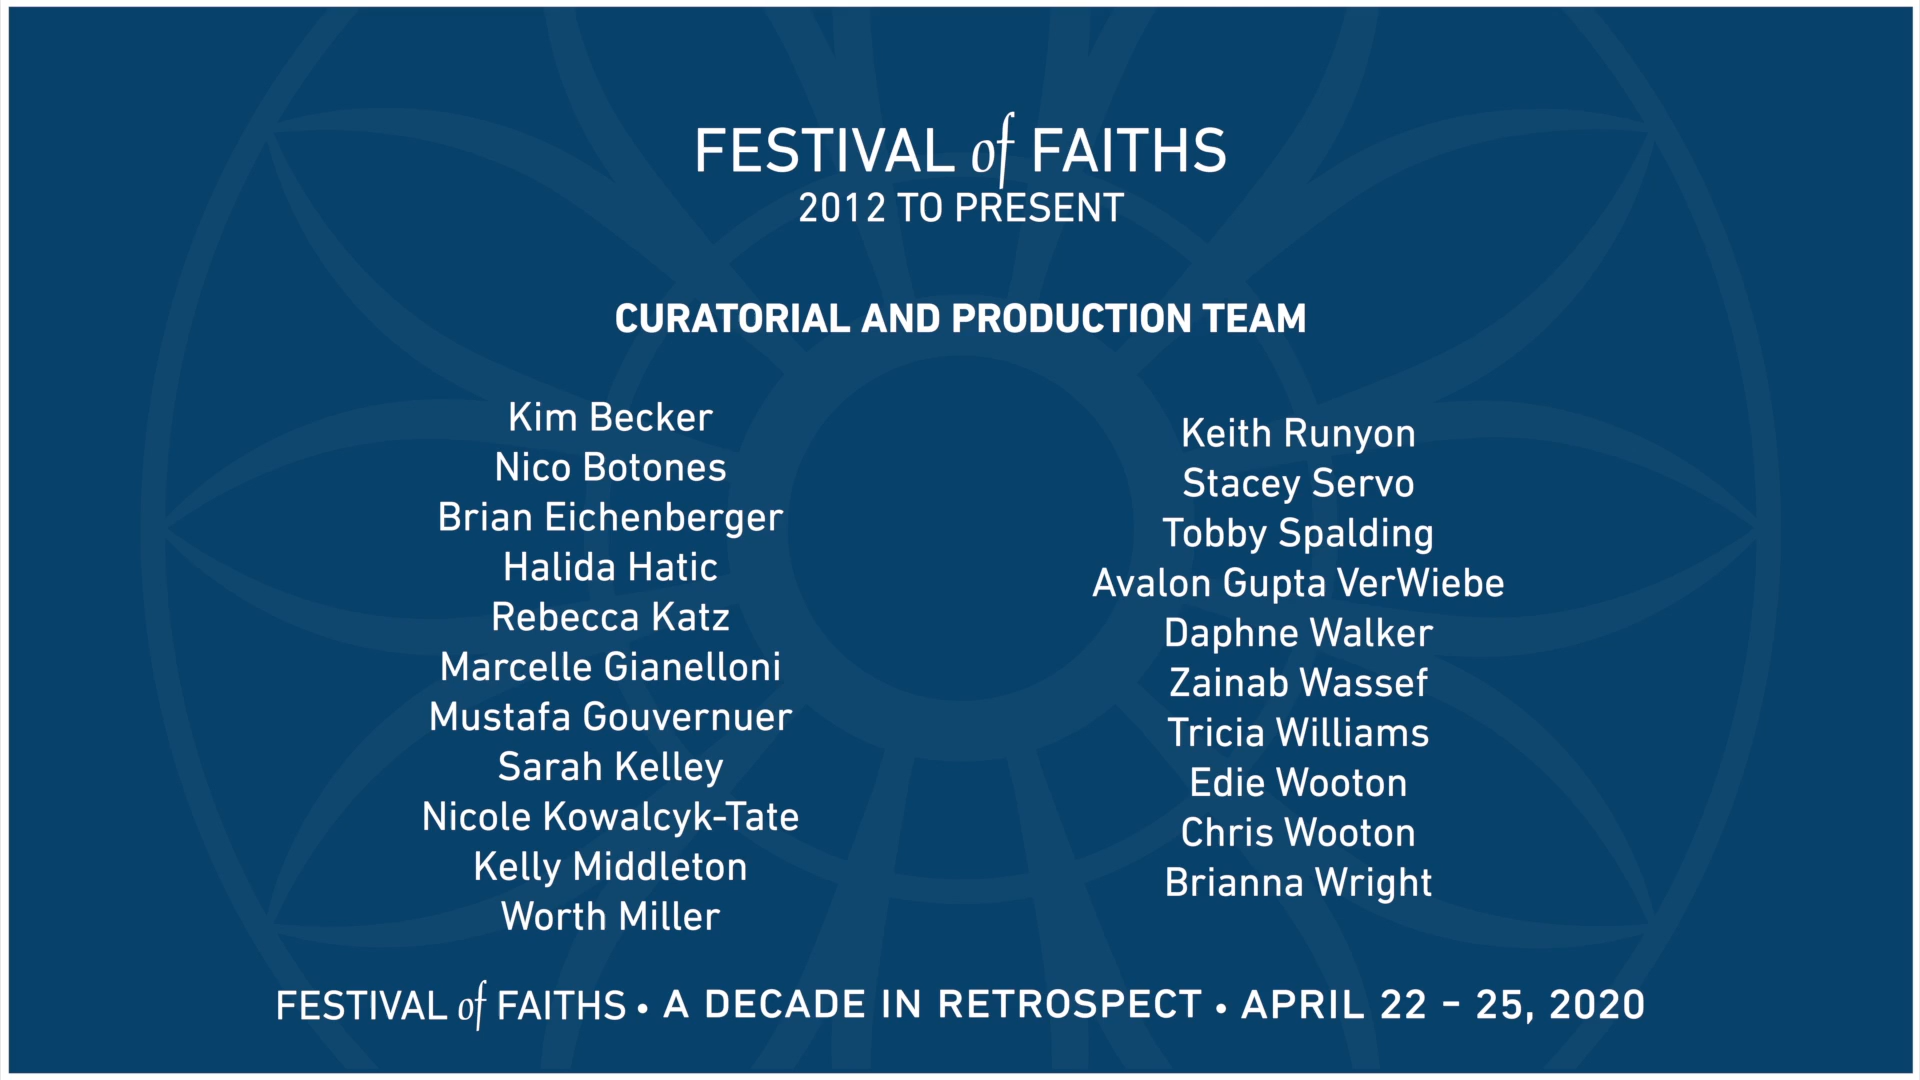 FESTIVAL of FAITHS
2012 TO PRESENT
CURATORIAL AND PRODUCTION TEAM
Kim Becker
Nico Botones
Brian Eichenberger
Halida Hatic
Rebecca Katz
Marcelle Gianelloni
Mustafa Gouvernuer
Sarah Kelley
Nicole Kowalcyk-Tate
Kelly Middleton
Worth Miller
Keith Runyon
Stacey Servo
Tobby Spalding
Avalon Gupta VerWiebe
Daphne Walker
Zainab Wassef
Tricia Williams
Edie Wooton
Chris Wooton
Brianna Wright
FESTIVAL of FAITHS • A DECADE IN RETROSPECT • APRIL 22 – 25, 2020